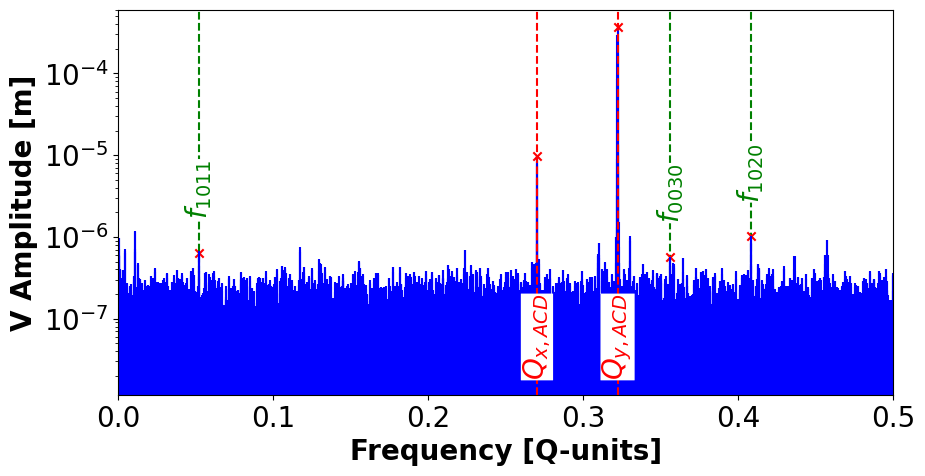 V Amplitude [m]
10⁻⁴
10⁻⁵
10⁻⁶
10⁻⁷
f₁₀₁₁
Qₓ,ACD
Q_y,ACD
f₀₀₃₀
f₁₀₂₀
0.0 0.1 0.2 0.3 0.4 0.5
Frequency [Q-units]